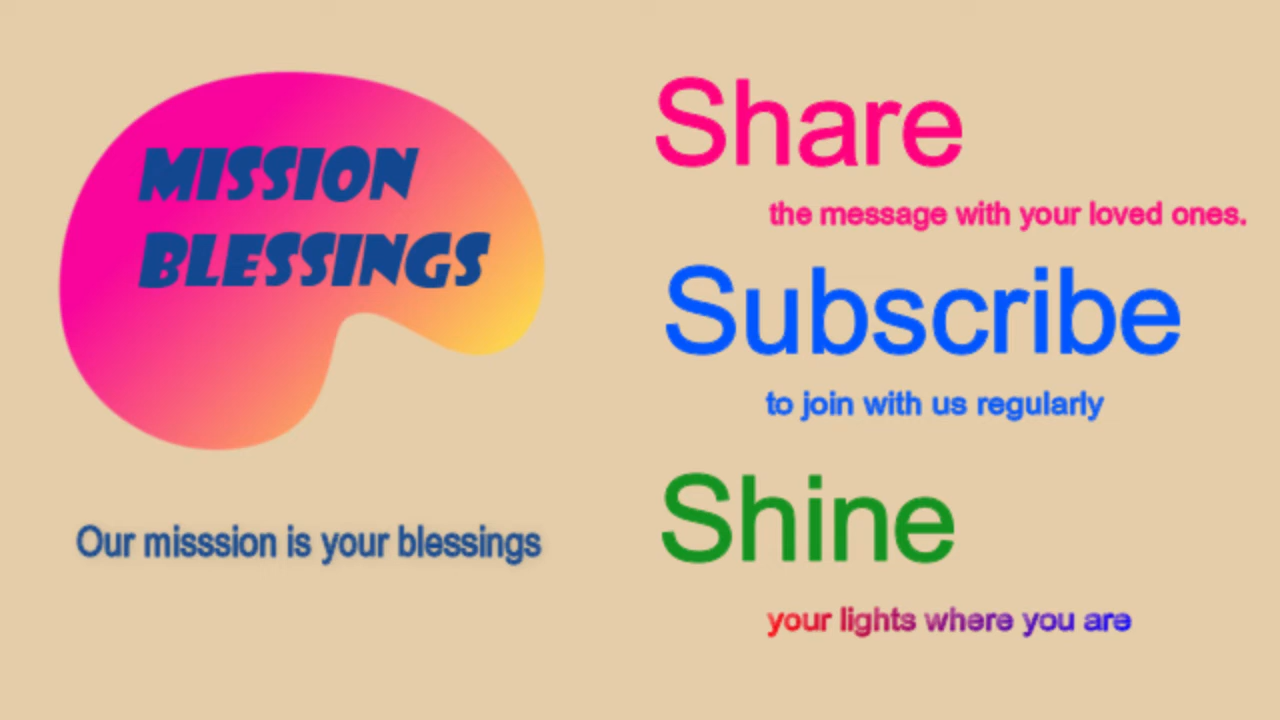 MISSION
BLESSINGS
Our misssion is your blessings
Share
the message with your loved ones.
Subscribe
to join with us regularly
Shine
your lights where you are